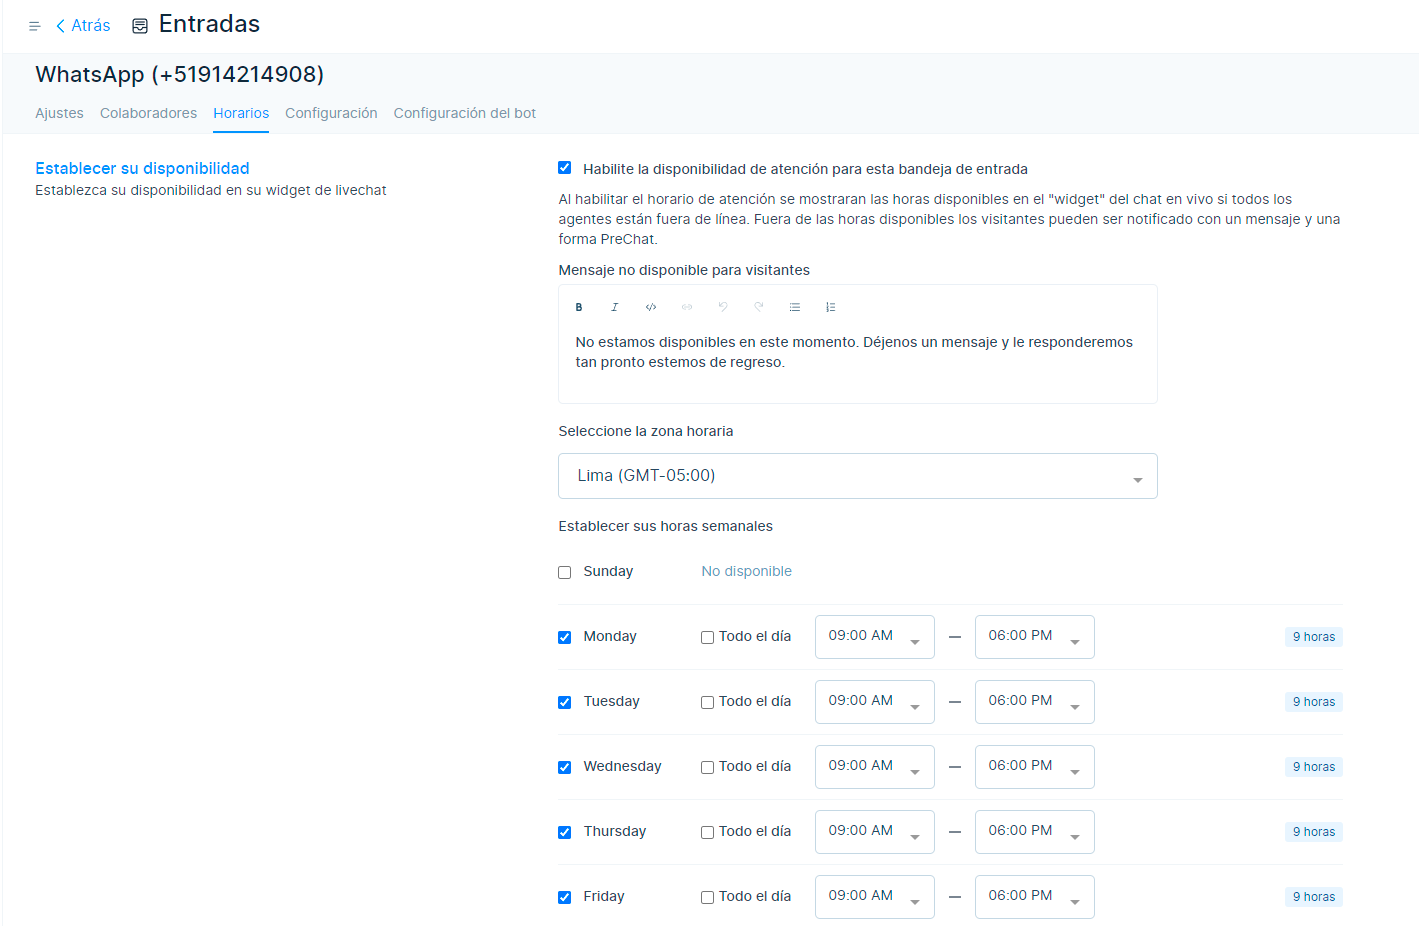 Atrás Entradas
WhatsApp (+51914214908)
Ajustes Colaboradores Horarios Configuración Configuración del bot
Establecer su disponibilidad
Establezca su disponibilidad en su widget de livechat
Habilite la disponibilidad de atención para esta bandeja de entrada
Al habilitar el horario de atención se mostraran las horas disponibles en el "widget" del chat en vivo si todos los
agentes están fuera de línea. Fuera de las horas disponibles los visitantes pueden ser notificado con un mensaje y una
forma PreChat.
Mensaje no disponible para visitantes
No estamos disponibles en este momento. Déjenos un mensaje y le responderemos
tan pronto estemos de regreso.
Seleccione la zona horaria
Lima (GMT-05:00)
Establecer sus horas semanales
Sunday No disponible
Monday Todo el día 09:00 AM — 06:00 PM 9 horas
Tuesday Todo el día 09:00 AM — 06:00 PM 9 horas
Wednesday Todo el día 09:00 AM — 06:00 PM 9 horas
Thursday Todo el día 09:00 AM — 06:00 PM 9 horas
Friday Todo el día 09:00 AM — 06:00 PM 9 horas